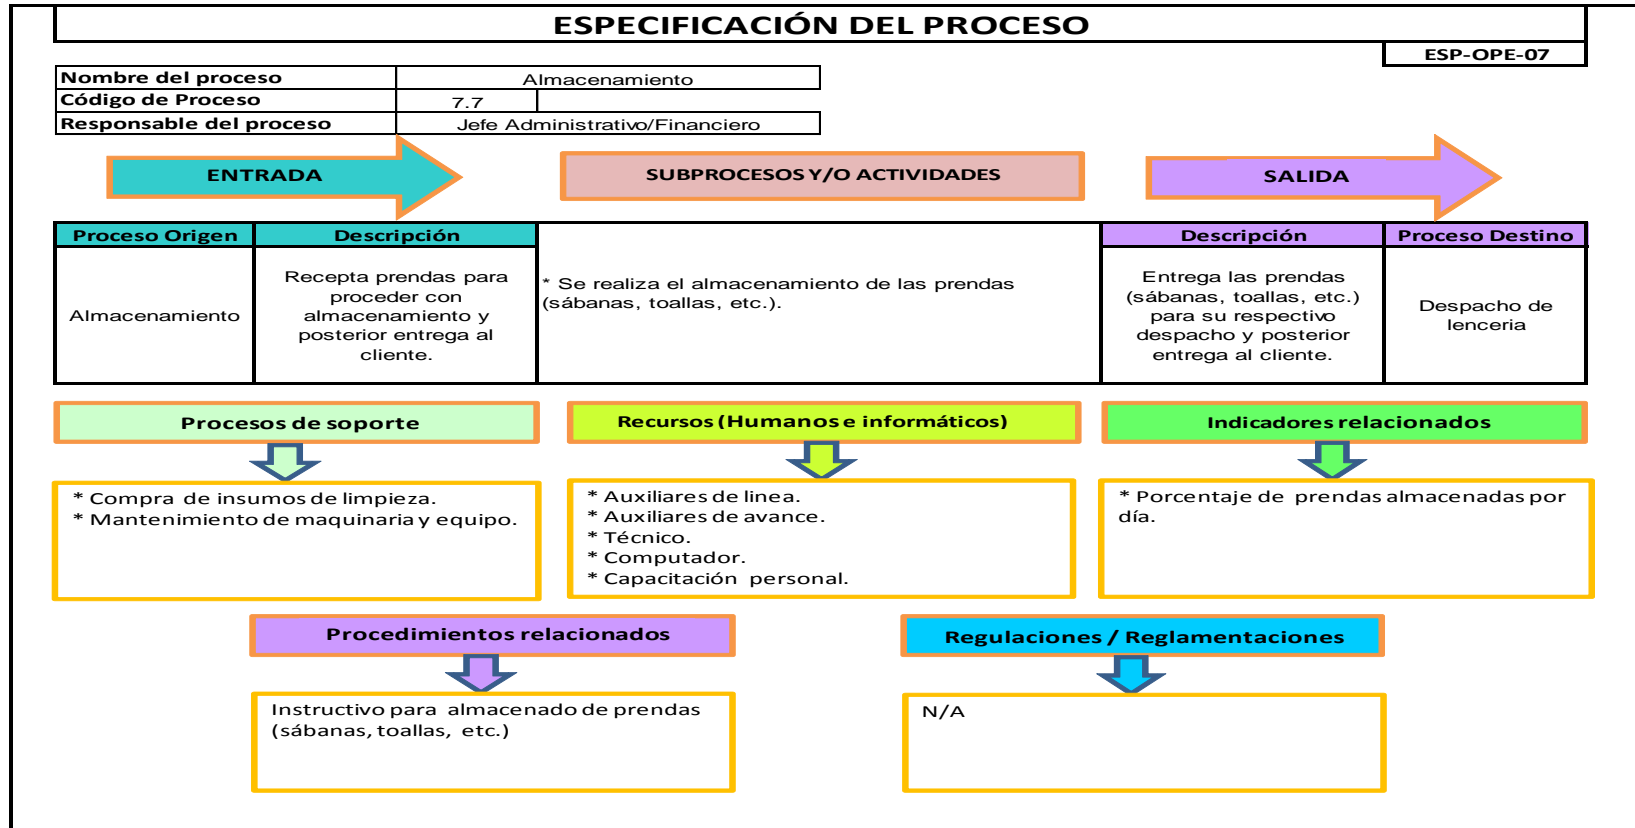 ESPECIFICACIÓN DEL PROCESO
ESP-OPE-07
Nombre del proceso Almacenamiento
Código de Proceso 7.7
Responsable del proceso Jefe Administrativo/Financiero
ENTRADA
SUBPROCESOS Y/O ACTIVIDADES
SALIDA
Proceso Origen
Descripción
Descripción
Proceso Destino
Almacenamiento
Recepta prendas para
proceder con
almacenamiento y
posterior entrega al
cliente.
* Se realiza el almacenamiento de las prendas
(sábanas, toallas, etc.).
Entrega las prendas
(sábanas, toallas, etc.)
para su respectivo
despacho y posterior
entrega al cliente.
Despacho de
lenceria
Procesos de soporte
* Compra de insumos de limpieza.
* Mantenimiento de maquinaria y equipo.
Recursos (Humanos e informáticos)
* Auxiliares de linea.
* Auxiliares de avance.
* Técnico.
* Computador.
* Capacitación personal.
Indicadores relacionados
* Porcentaje de prendas almacenadas por
día.
Procedimientos relacionados
Instructivo para almacenado de prendas
(sábanas, toallas, etc.)
Regulaciones / Reglamentaciones
N/A